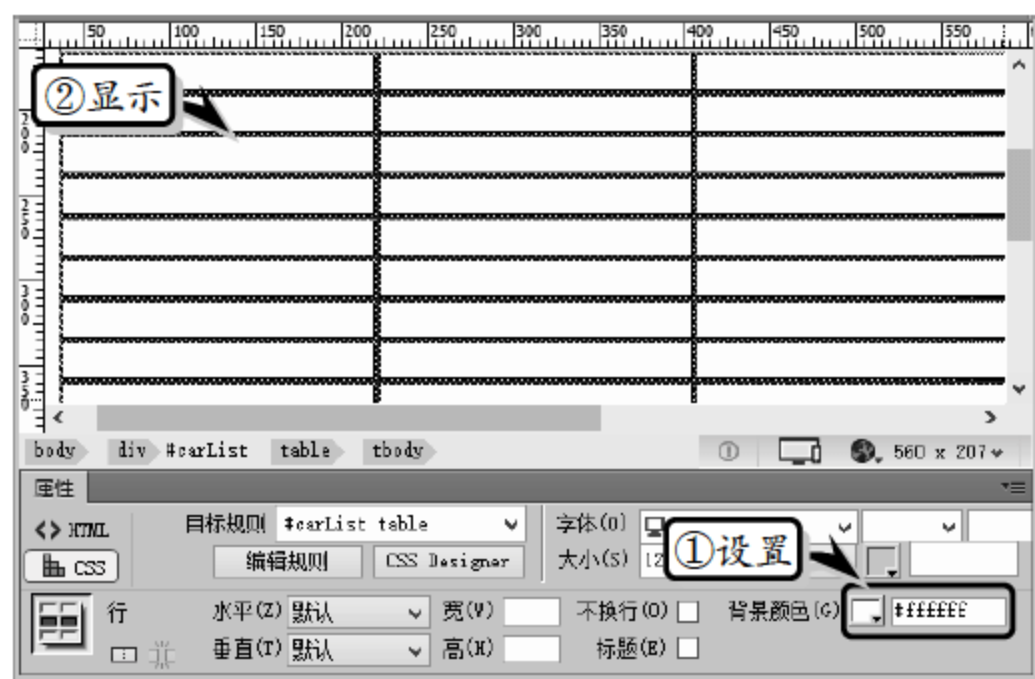 50 100 150 200 250 300 350 400 450 500 550
②显示
200
250
300
350
body div #carList table tbody
560 x 207
属性
<> HTML 目标规则 #carList table 字体(O)
CSS 编辑规则 CSS Designer 大小(S) 12
①设置
行 水平(Z) 默认 宽(W) 不换行(O) 背景颜色(G) #ffffff
垂直(T) 默认 高(H) 标题(E)